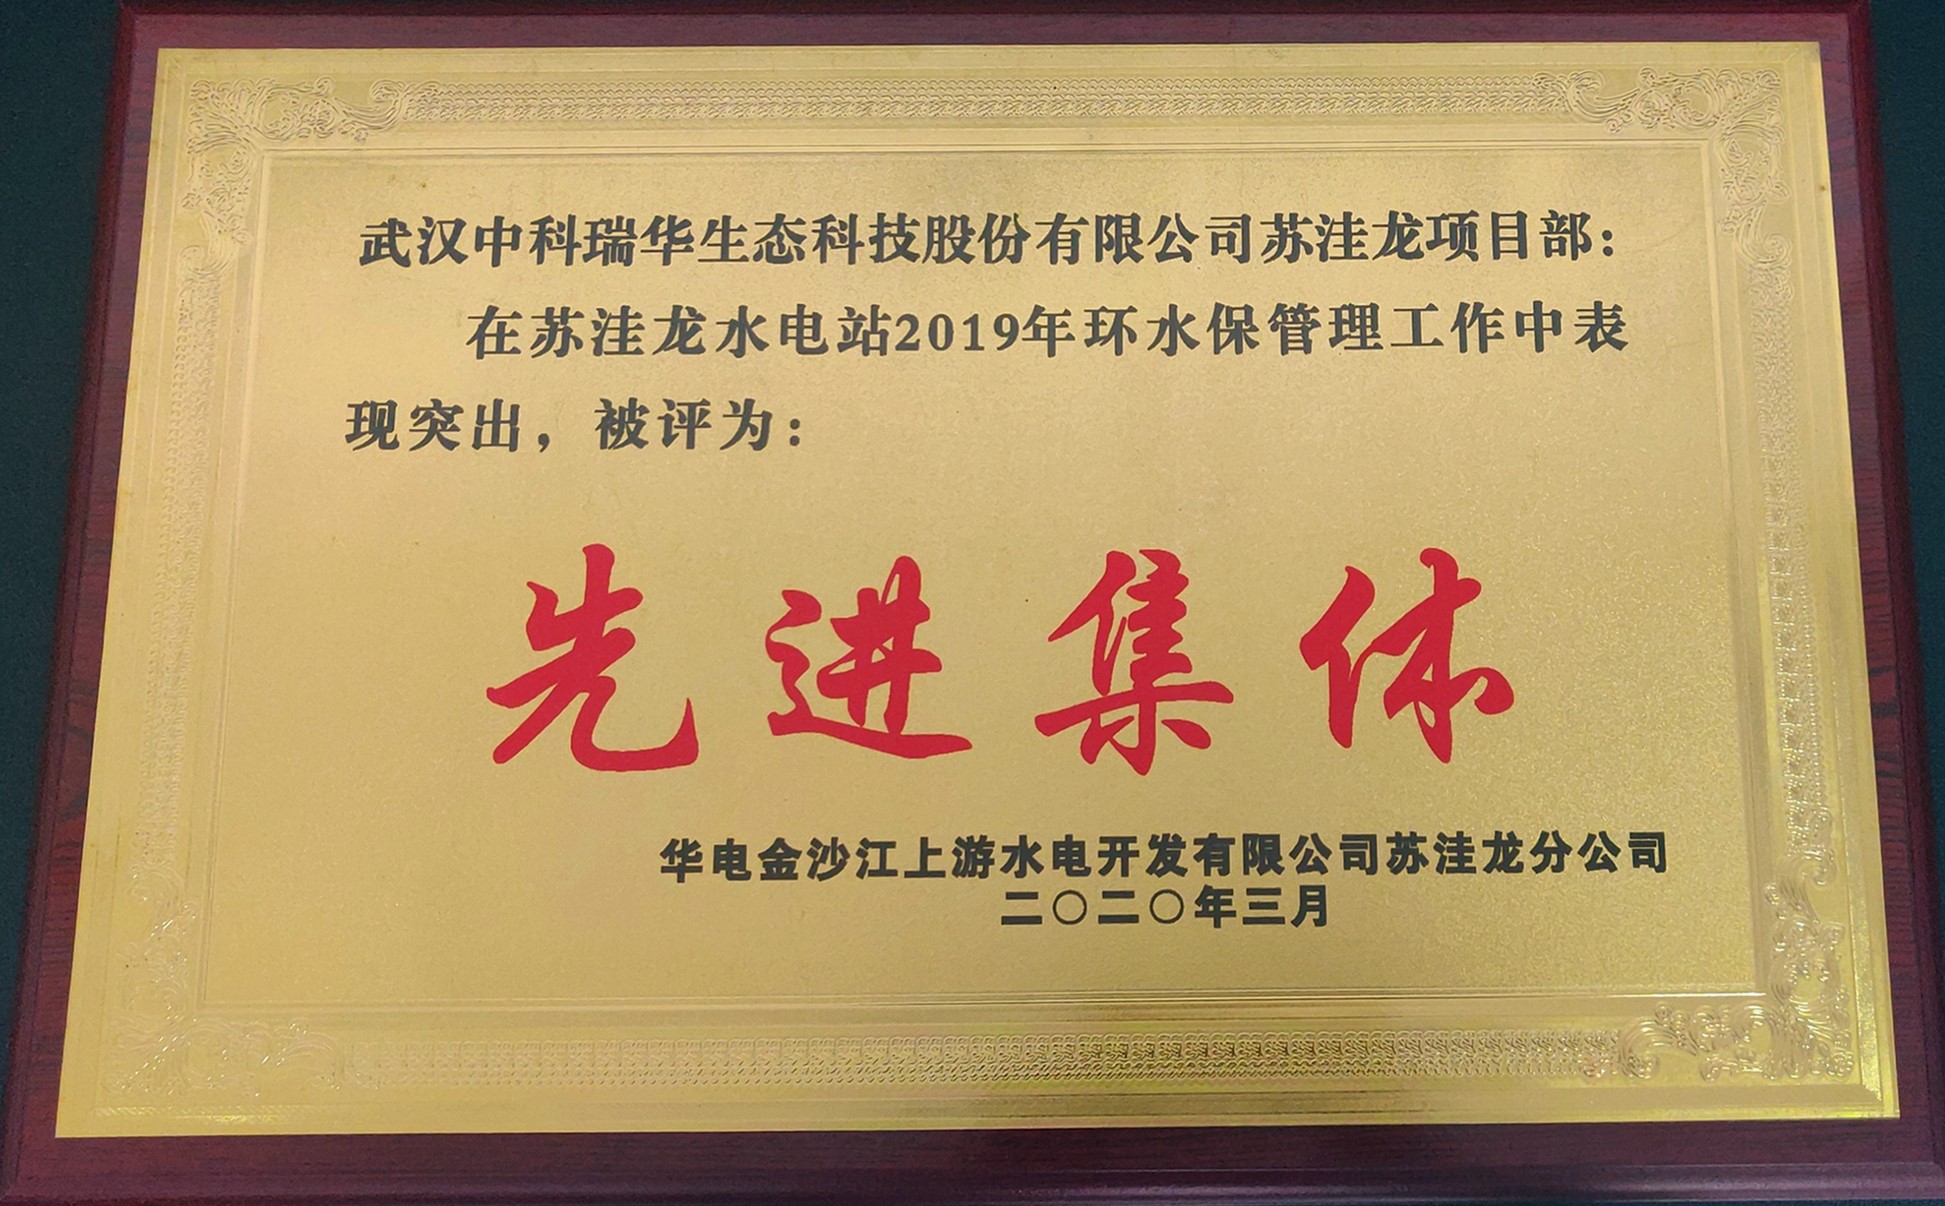 武汉中科瑞华生态科技股份有限公司苏洼龙项目部：
在苏洼龙水电站2019年环水保管理工作中表
现突出，被评为：
先进集体
华电金沙江上游水电开发有限公司苏洼龙分公司
二〇二〇年三月